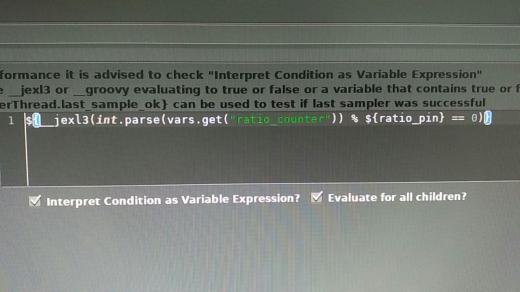 formance it is advised to check "Interpret Condition as Variable Expression"
e __jexl3 or __groovy evaluating to true or false or a variable that contains true or f
erThread.last_sample_ok} can be used to test if last sampler was successful
1 ${__jexl3(int.parse(vars.get("ratio_counter")) % ${ratio_pin} == 0)}
Interpret Condition as Variable Expression? Evaluate for all children?